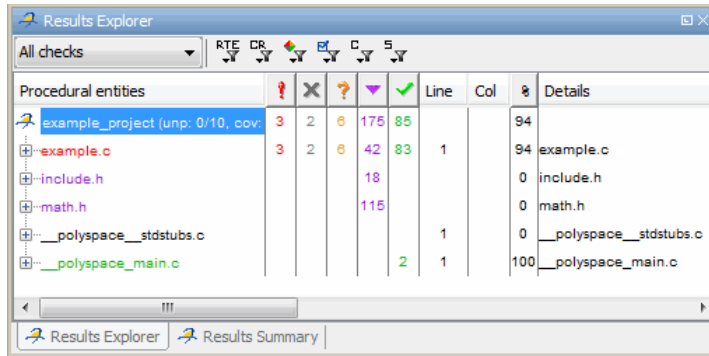 Results Explorer
All checks RTE CR C S
Procedural entities ! X ? Line Col % Details
example_project (unp: 0/10, cov: 3 2 6 175 85 94
example.c 3 2 6 42 83 1 94 example.c
include.h 18 0 include.h
math.h 115 0 math.h
__polyspace__stdstubs.c 1 0 __polyspace__stdstubs.c
__polyspace_main.c 2 1 100 __polyspace_main.c
Results Explorer Results Summary